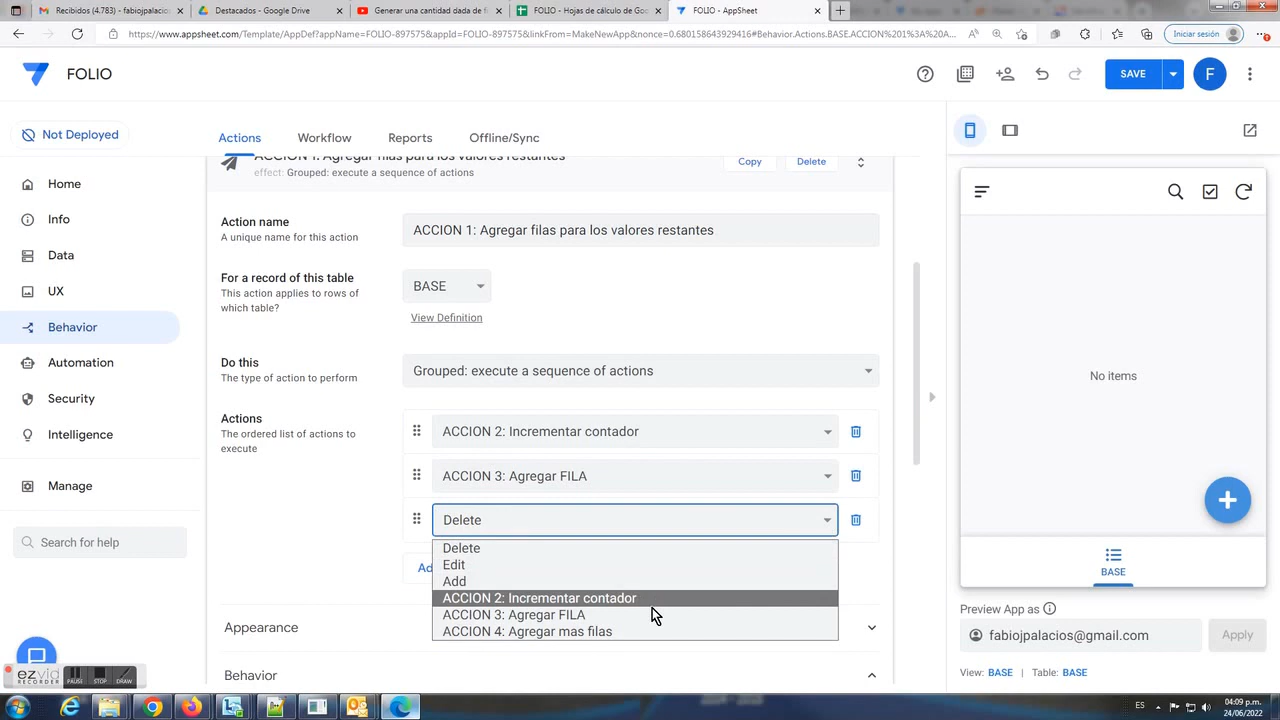 Recibidos (4.783) - fabiojpalacios
Destacados - Google Drive
Generar una cantidad dada de f
FOLIO - Hojas de cálculo de Goo
FOLIO - AppSheet
https://www.appsheet.com/Template/AppDef?appName=FOLIO-897575&appId=FOLIO-897575&linkFrom=MakeNewApp&nonce=0.680158643929416#Behavior.Actions.BASE.ACCION%201%3A%20A...
Iniciar sesión
FOLIO
SAVE
F
Not Deployed
Actions
Workflow
Reports
Offline/Sync
ACCION 1: Agregar filas para los valores restantes
effect: Grouped: execute a sequence of actions
Copy
Delete
Home
Info
Data
UX
Behavior
Automation
Security
Intelligence
Manage
Search for help
Action name
A unique name for this action
ACCION 1: Agregar filas para los valores restantes
For a record of this table
This action applies to rows of
which table?
BASE
View Definition
Do this
The type of action to perform
Grouped: execute a sequence of actions
Actions
The ordered list of actions to
execute
ACCION 2: Incrementar contador
ACCION 3: Agregar FILA
Delete
Delete
Edit
Add
ACCION 2: Incrementar contador
ACCION 3: Agregar FILA
ACCION 4: Agregar mas filas
Ad
Appearance
Behavior
No items
BASE
Preview App as
fabiojpalacios@gmail.com
Apply
View: BASE | Table: BASE
ezvid
RECORDER
PAUSE
STOP
DRAW
ES
04:09 p.m.
24/06/2022